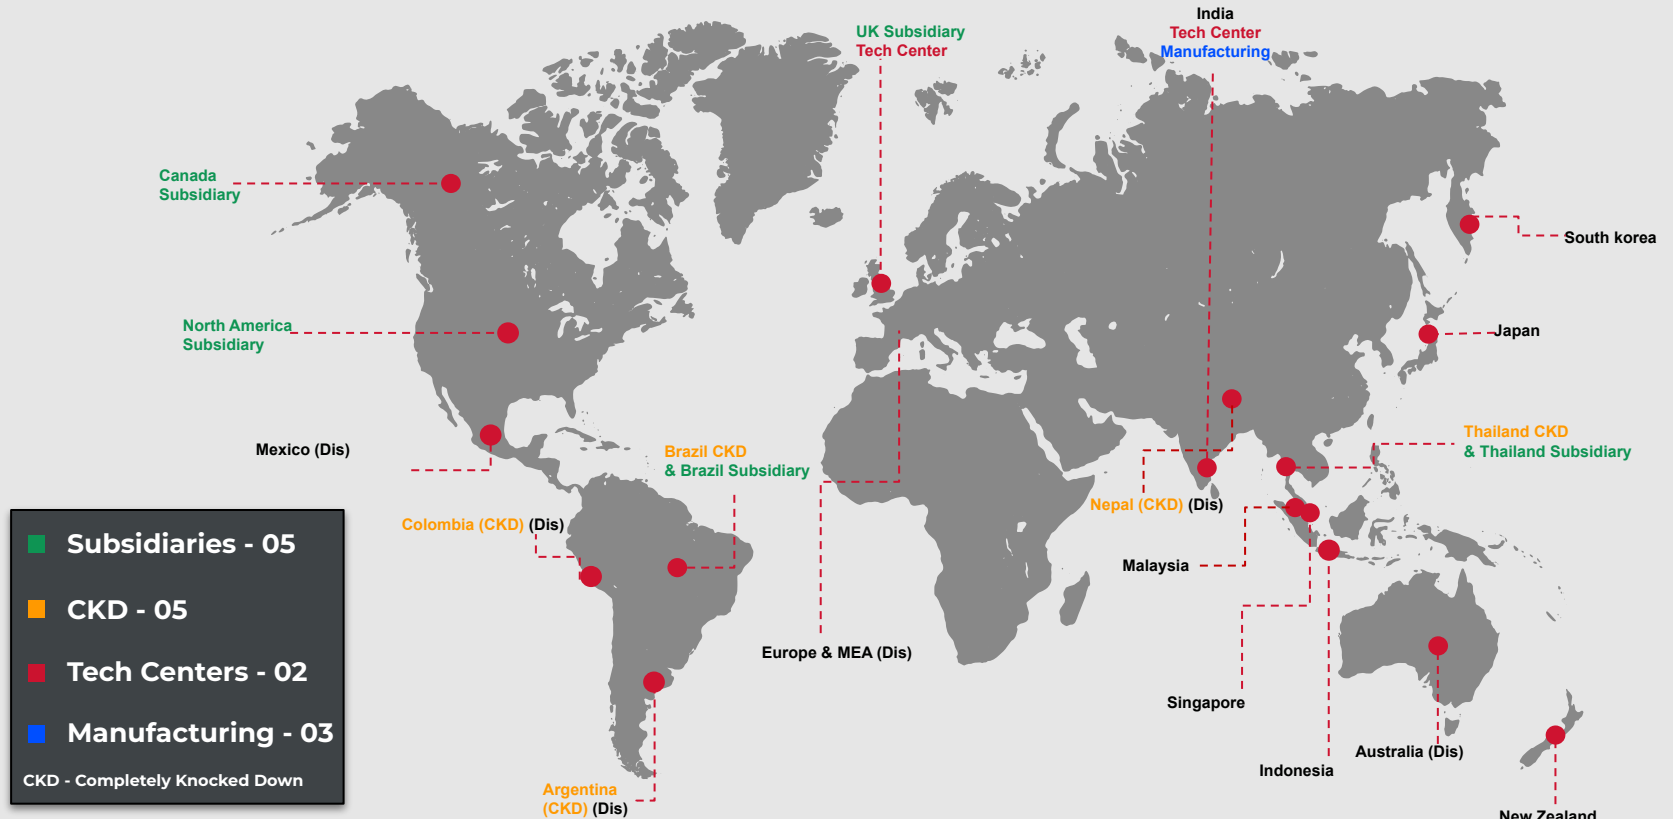 India
Tech Center
Manufacturing
UK Subsidiary
Tech Center
Canada
Subsidiary
South korea
North America
Subsidiary
Japan
Mexico (Dis)
Brazil CKD
& Brazil Subsidiary
Thailand CKD
& Thailand Subsidiary
Nepal (CKD) (Dis)
Colombia (CKD) (Dis)
Malaysia
Europe & MEA (Dis)
Singapore
Australia (Dis)
Indonesia
Argentina
(CKD) (Dis)
New Zealand
Subsidiaries - 05
CKD - 05
Tech Centers - 02
Manufacturing - 03
CKD - Completely Knocked Down